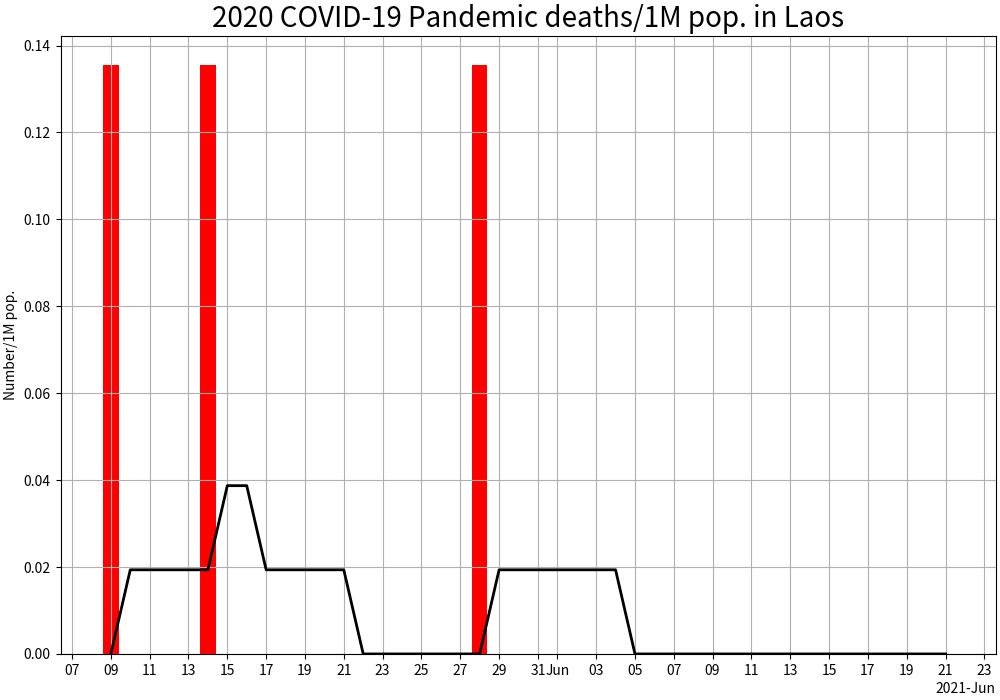 2020 COVID-19 Pandemic deaths/1M pop. in Laos
Number/1M pop.
0.14
0.12
0.10
0.08
0.06
0.04
0.02
0.00
07 09 11 13 15 17 19 21 23 25 27 29 31 Jun 03 05 07 09 11 13 15 17 19 21 23
2021-Jun